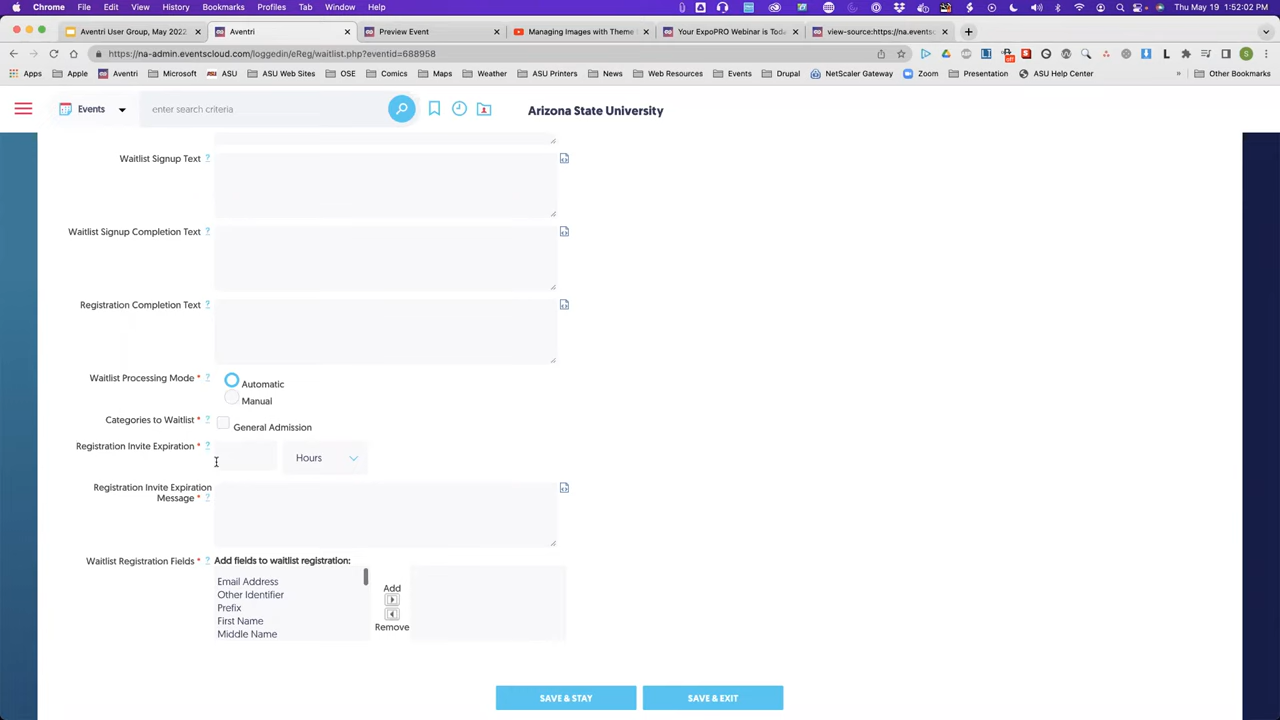 Chrome File Edit View History Bookmarks Profiles Tab Window Help
Thu May 19 1:52:02 PM
Aventri User Group, May 2022
Aventri
Preview Event
Managing Images with Theme
Your ExpoPRO Webinar is Toda
view-source:https://na.events
https://na-admin.eventscloud.com/loggedin/eReg/waitlist.php?eventid=688958
Apps Apple Aventri Microsoft ASU ASU Web Sites OSE Comics Maps Weather ASU Printers News Web Resources Events Drupal NetScaler Gateway Zoom Presentation ASU Help Center » Other Bookmarks
Events
enter search criteria
Arizona State University
Waitlist Signup Text ?
Waitlist Signup Completion Text ?
Registration Completion Text ?
Waitlist Processing Mode * ?
Automatic
Manual
Categories to Waitlist * ?
General Admission
Registration Invite Expiration * ?
Hours
Registration Invite Expiration
Message * ?
Waitlist Registration Fields * ?
Add fields to waitlist registration:
Email Address
Other Identifier
Prefix
First Name
Middle Name
Add
Remove
SAVE & STAY
SAVE & EXIT